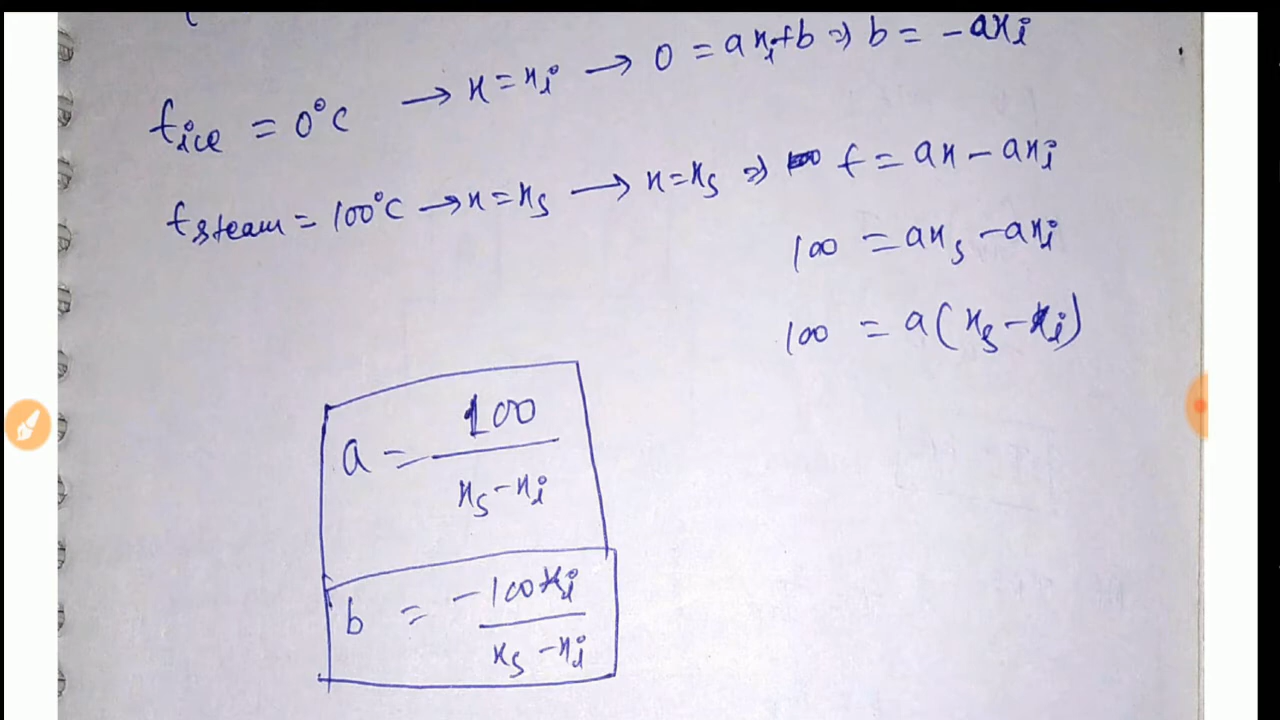 t_ice = 0°C → x = x_i → 0 = ax_i + b ⇒ b = -ax_i
t_steam = 100°C → x = x_s → x = x_s ⇒ t = ax - ax_i
100 = ax_s - ax_i
100 = a(x_s - x_i)
a = 100 / x_s - x_i
b = -100x_i / x_s - x_i